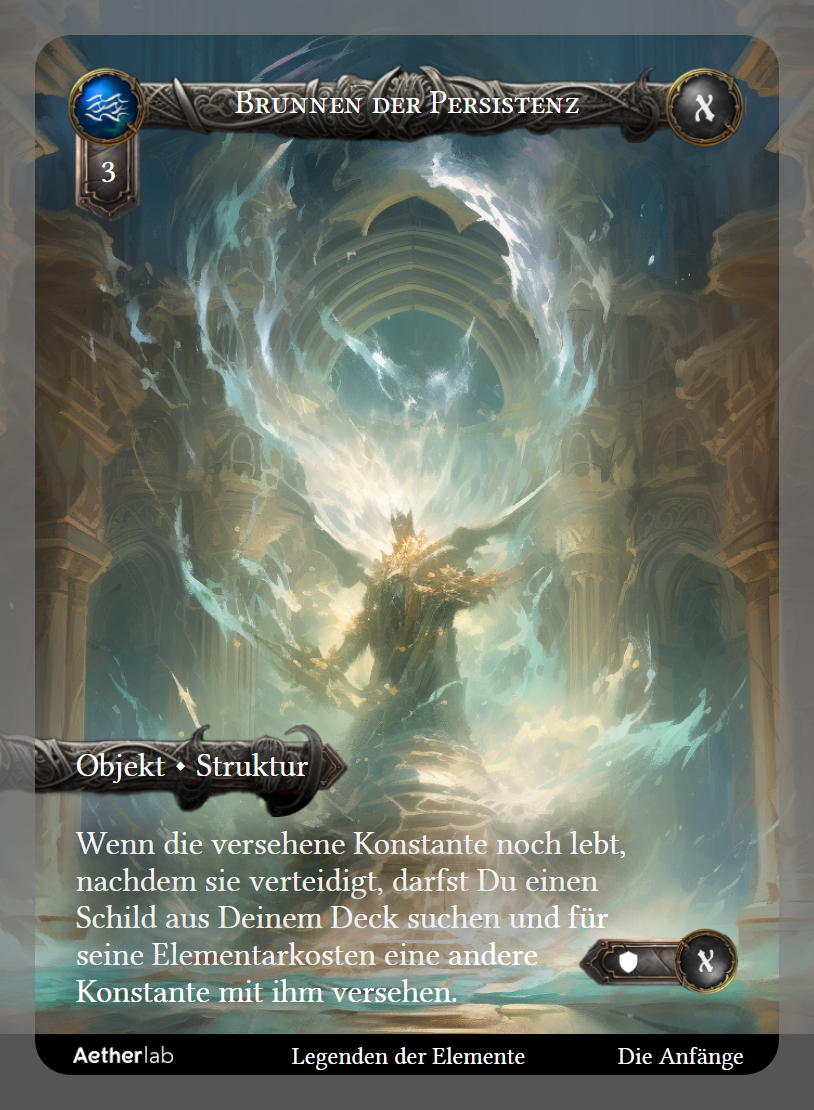 Brunnen der Persistenz
3
Objekt • Struktur
Wenn die versehene Konstante noch lebt,
nachdem sie verteidigt, darfst Du einen
Schild aus Deinem Deck suchen und für
seine Elementarkosten eine andere
Konstante mit ihm versehen.
Aetherlab
Legenden der Elemente
Die Anfänge